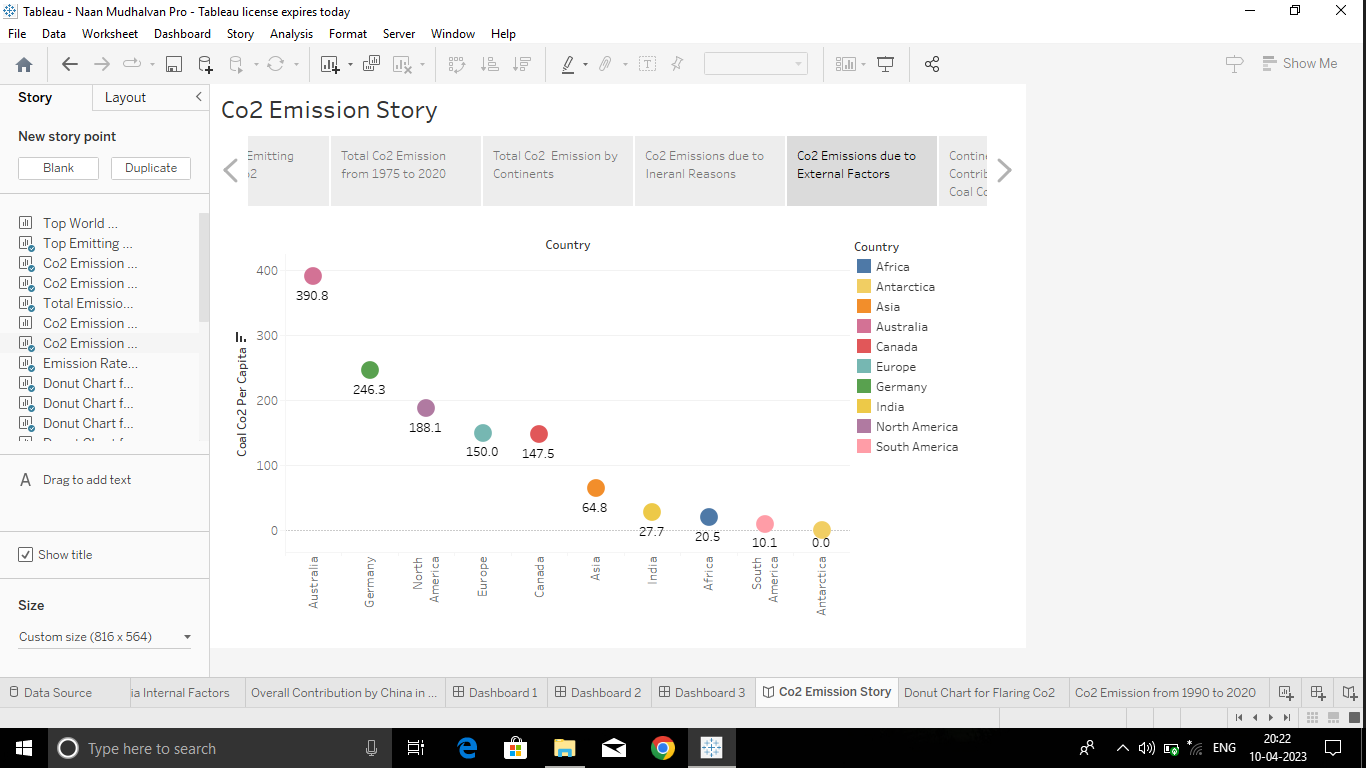 Tableau - Naan Mudhalvan Pro - Tableau license expires today
File Data Worksheet Dashboard Story Analysis Format Server Window Help
Show Me
Story Layout
New story point
Blank Duplicate
Top World ...
Top Emitting ...
Co2 Emission ...
Co2 Emission ...
Total Emissio...
Co2 Emission ...
Co2 Emission ...
Emission Rate...
Donut Chart f...
Donut Chart f...
Donut Chart f...
A Drag to add text
Show title
Size
Custom size (816 x 564)
Co2 Emission Story
Emitting
o2
Total Co2 Emission
from 1975 to 2020
Total Co2 Emission by
Continents
Co2 Emissions due to
Ineranl Reasons
Co2 Emissions due to
External Factors
Contine
Contrib
Coal Co
Country
Coal Co2 Per Capita
400
300
200
100
0
390.8
246.3
188.1
150.0
147.5
64.8
27.7
20.5
10.1
0.0
Australia
Germany
North
America
Europe
Canada
Asia
India
Africa
South
America
Antarctica
Country
Africa
Antarctica
Asia
Australia
Canada
Europe
Germany
India
North America
South America
Data Source ia Internal Factors Overall Contribution by China in ... Dashboard 1 Dashboard 2 Dashboard 3 Co2 Emission Story Donut Chart for Flaring Co2 Co2 Emission from 1990 to 2020
Type here to search
ENG
20:22
10-04-2023